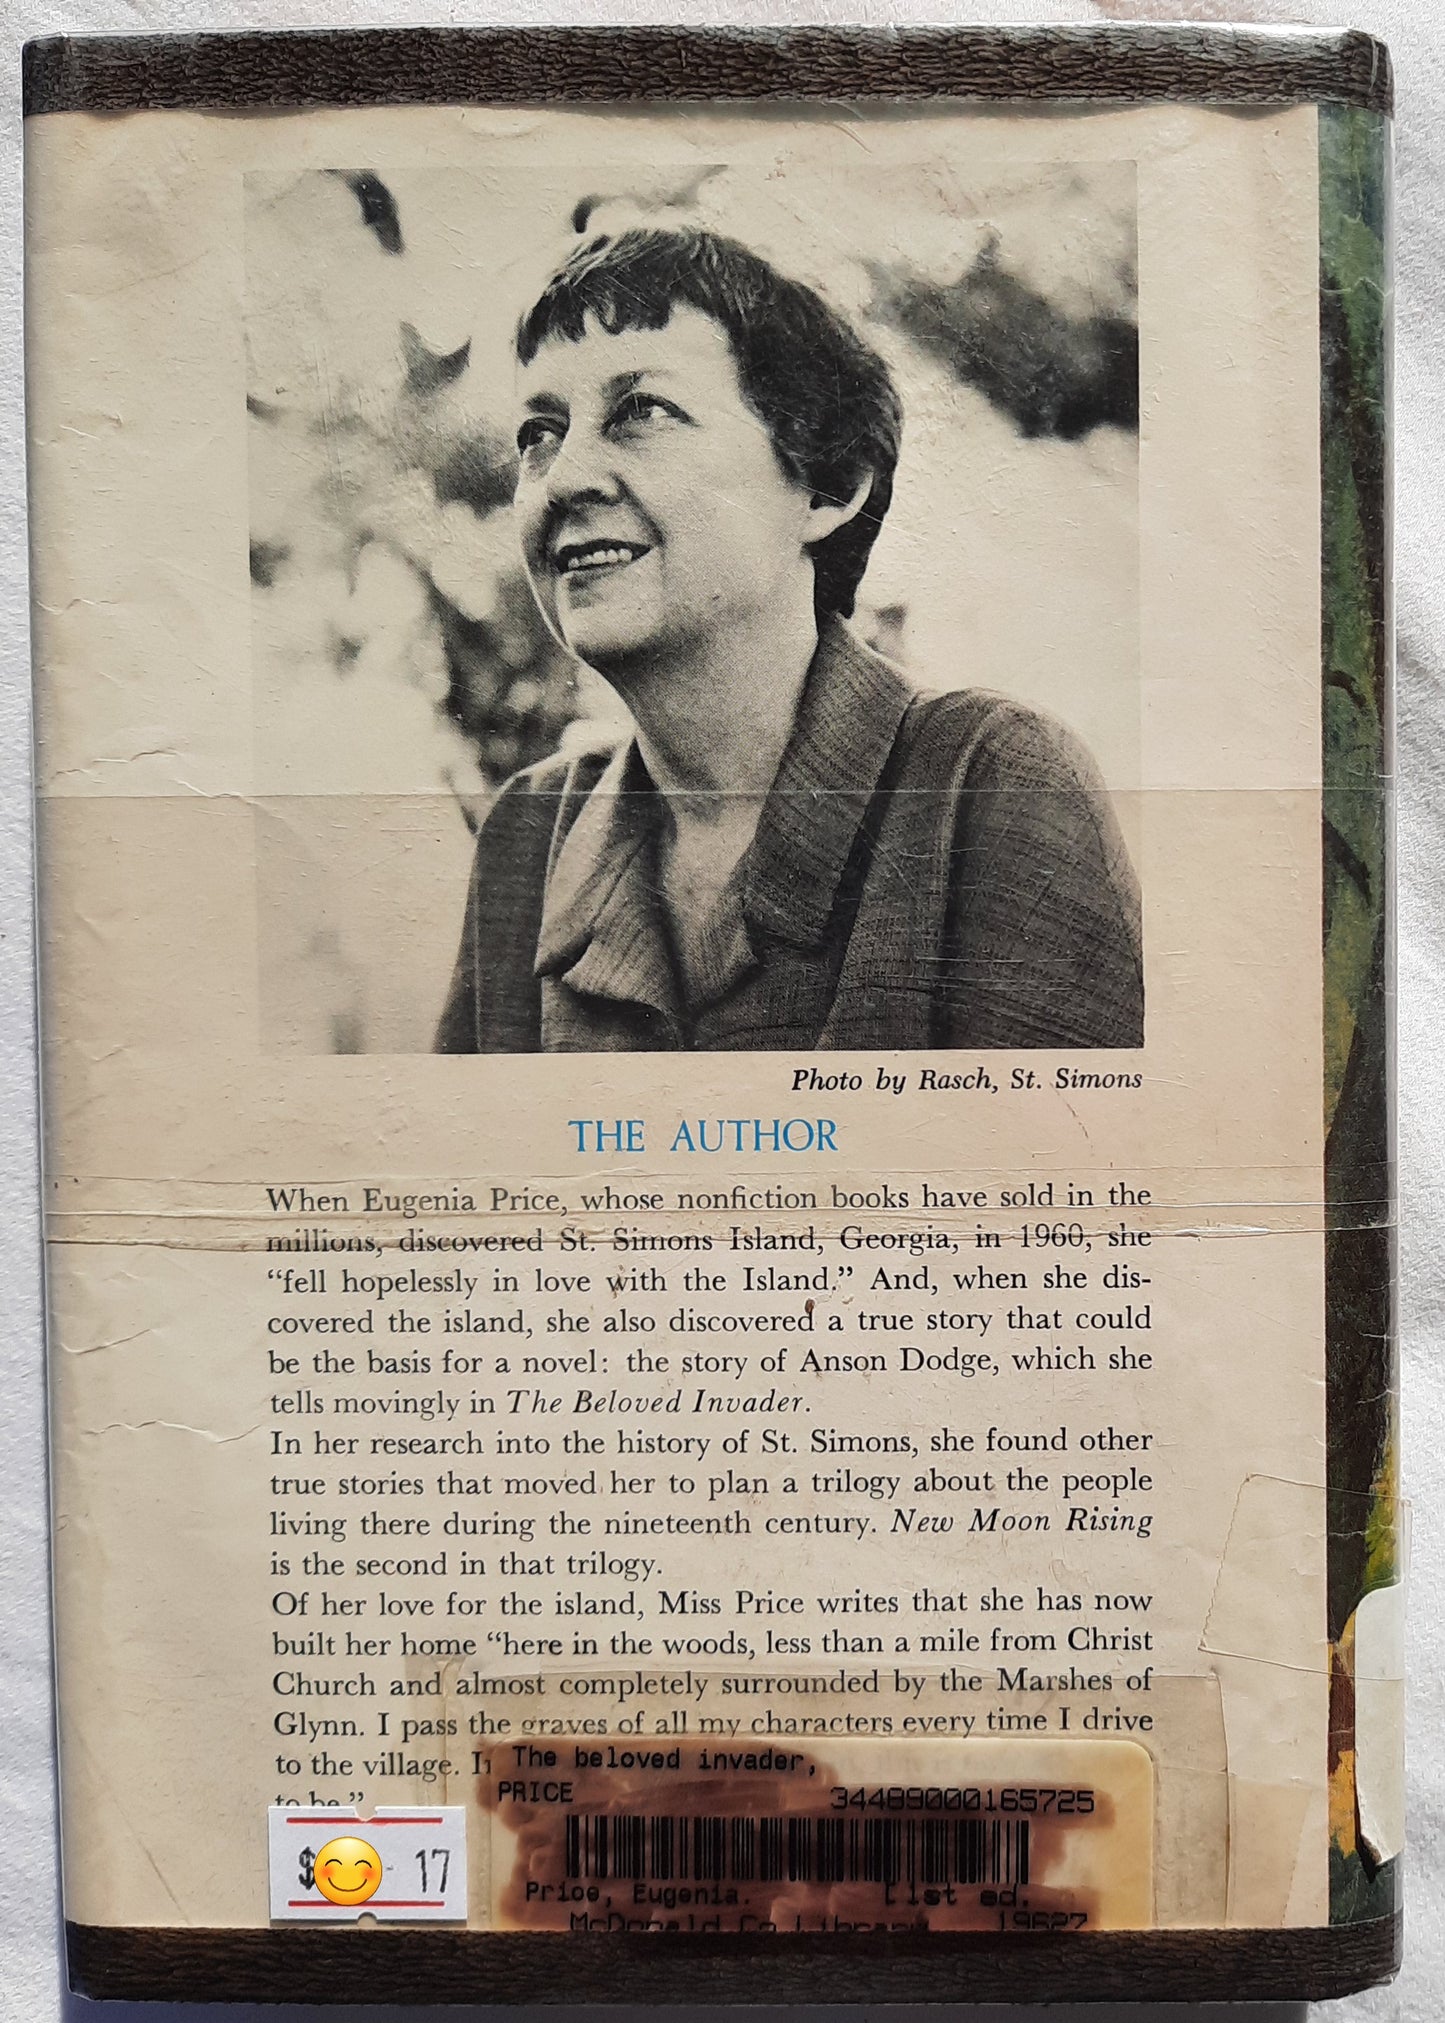 Photo by Rasch, St. Simons
THE AUTHOR
When Eugenia Price, whose nonfiction books have sold in the
millions, discovered St. Simons Island, Georgia, in 1960, she
“fell hopelessly in love with the Island.” And, when she dis-
covered the island, she also discovered a true story that could
be the basis for a novel: the story of Anson Dodge, which she
tells movingly in The Beloved Invader.
In her research into the history of St. Simons, she found other
true stories that moved her to plan a trilogy about the people
living there during the nineteenth century. New Moon Rising
is the second in that trilogy.
Of her love for the island, Miss Price writes that she has now
built her home “here in the woods, less than a mile from Christ
Church and almost completely surrounded by the Marshes of
Glynn. I pass the graves of all my characters every time I drive
to the village.
to be.”
The beloved invader,
PRICE 34489000165725
Price, Eugenia. [1st ed.
McDonald Co Library 19627
$ - 17